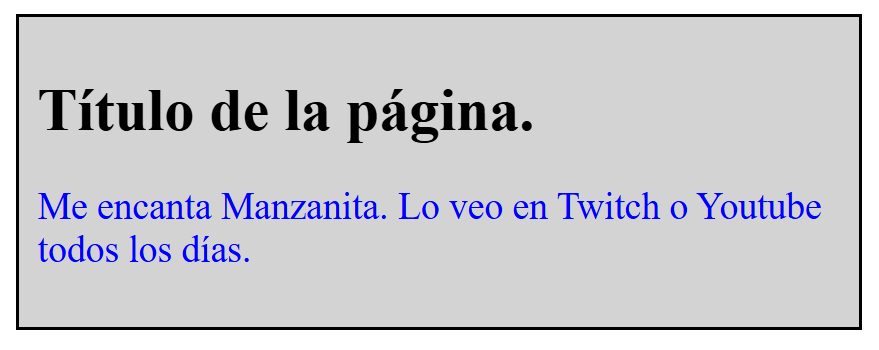 Título de la página.
Me encanta Manzanita. Lo veo en Twitch o Youtube
todos los días.